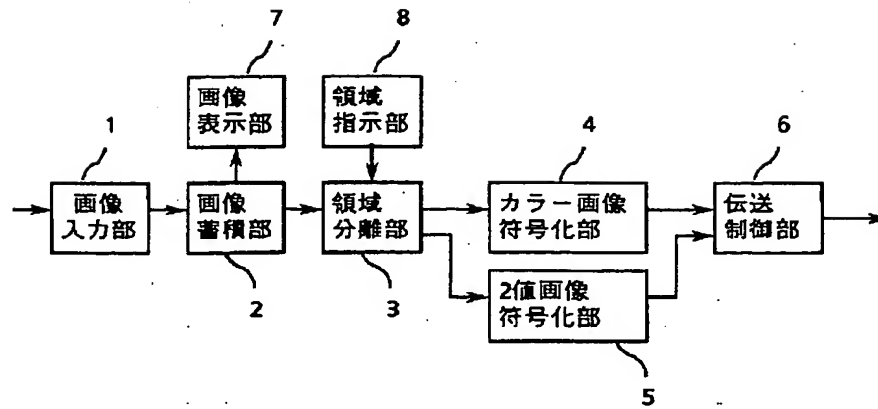 7
8
画像
表示部
領域
指示部
1
4
6
画像
入力部
画像
蓄積部
領域
分離部
カラー画像
符号化部
伝送
制御部
2
3
2値画像
符号化部
5